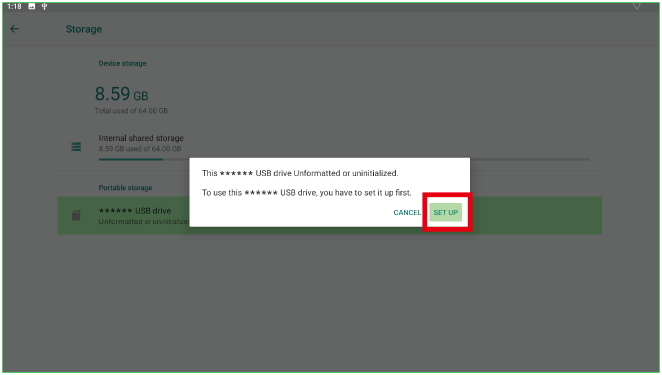 1:18
Storage
Device storage
8.59 GB
Total used of 64.00 GB
Internal shared storage
8.59 GB used of 64.00 GB
Portable storage
****** USB drive
Unformatted or uninitialized
This ****** USB drive Unformatted or uninitialized.
To use this ****** USB drive, you have to set it up first.
CANCEL
SET UP